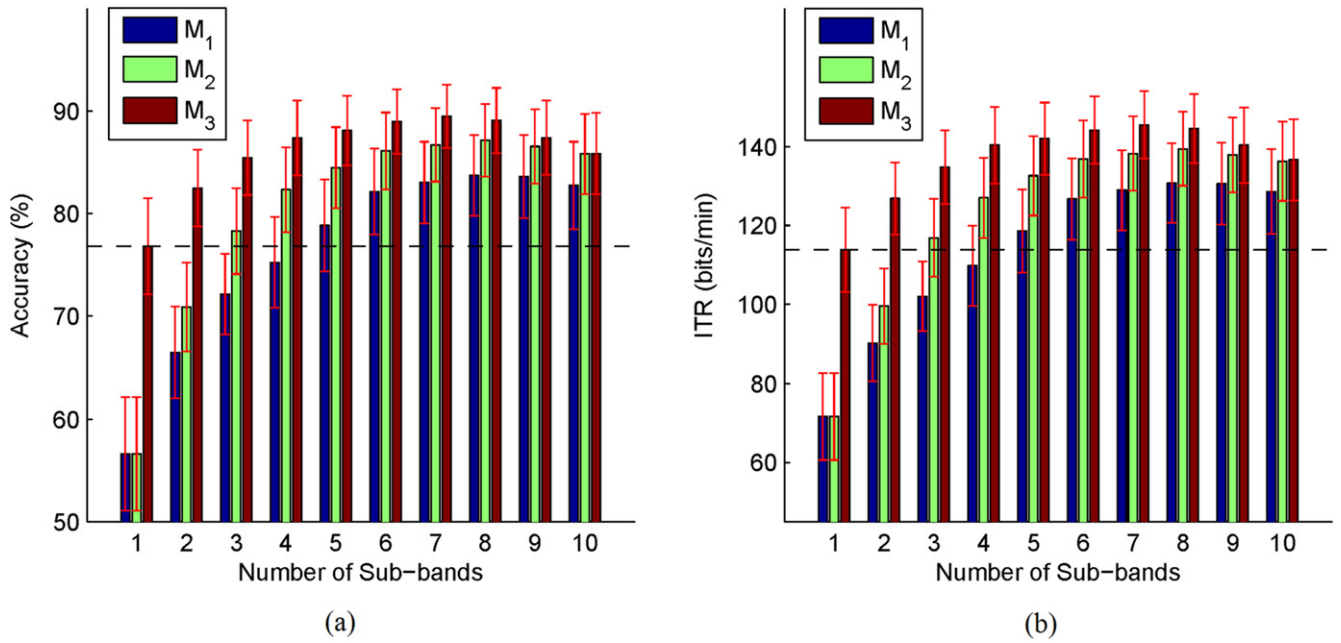 M1
M2
M3
90
80
70
60
50
Accuracy (%)
1 2 3 4 5 6 7 8 9 10
Number of Sub-bands
(a)
M1
M2
M3
140
120
100
80
60
ITR (bits/min)
1 2 3 4 5 6 7 8 9 10
Number of Sub-bands
(b)